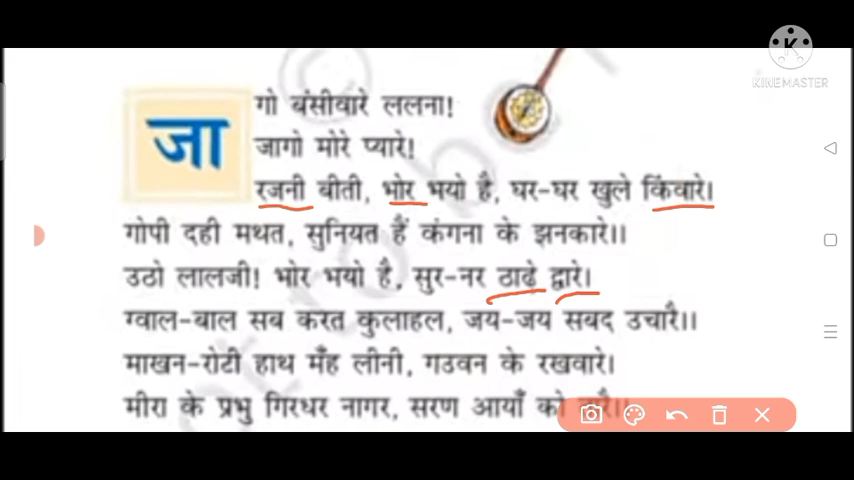 KINEMASTER
जागो बंसीवारे ललना!
जागो मोरे प्यारे!
रजनी बीती, भोर भयो है, घर-घर खुले किंवारे।
गोपी दही मथत, सुनियत हैं कंगना के झनकारे।।
उठो लालजी! भोर भयो है, सुर-नर ठाढ़े द्वारे।
ग्वाल-बाल सब करत कुलाहल, जय-जय सबद उचारै।।
माखन-रोटी हाथ मँह लीनी, गउवन के रखवारे।
मीरा के प्रभु गिरधर नागर, सरण आयाँ को